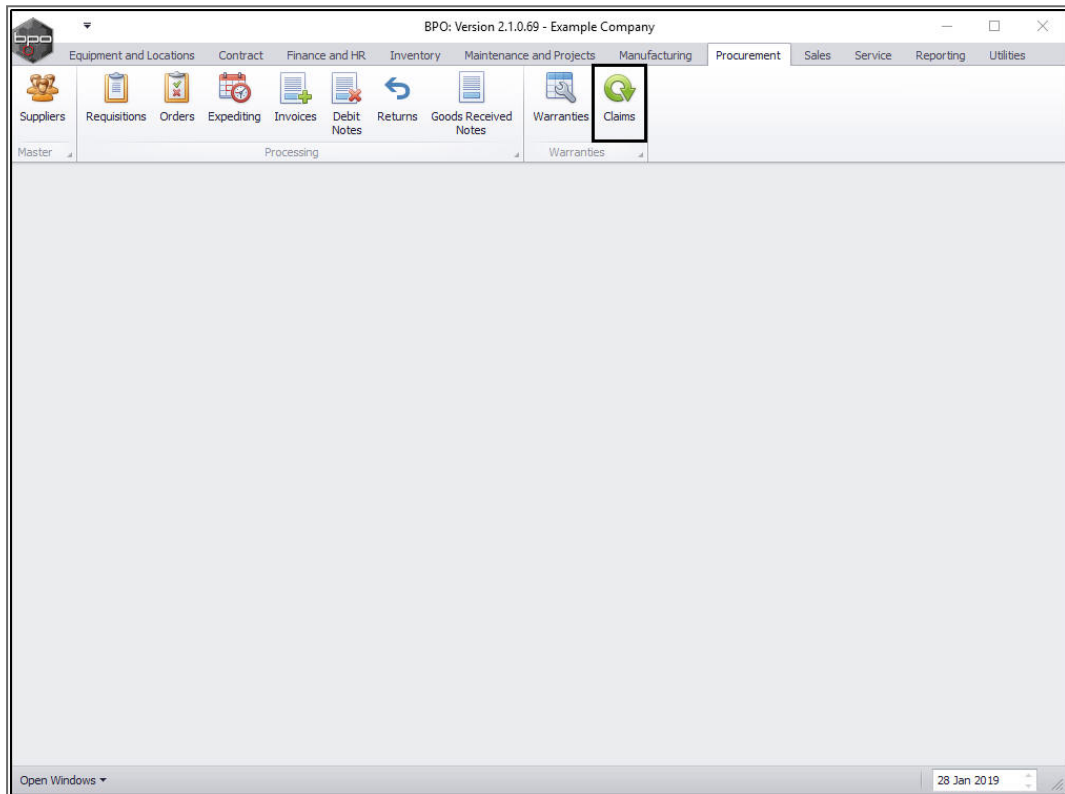 bpo
BPO: Version 2.1.0.69 - Example Company
Equipment and Locations Contract Finance and HR Inventory Maintenance and Projects Manufacturing Procurement Sales Service Reporting Utilities
Suppliers Requisitions Orders Expediting Invoices Debit Notes Returns Goods Received Notes Warranties Claims
Master Processing Warranties
Open Windows 28 Jan 2019